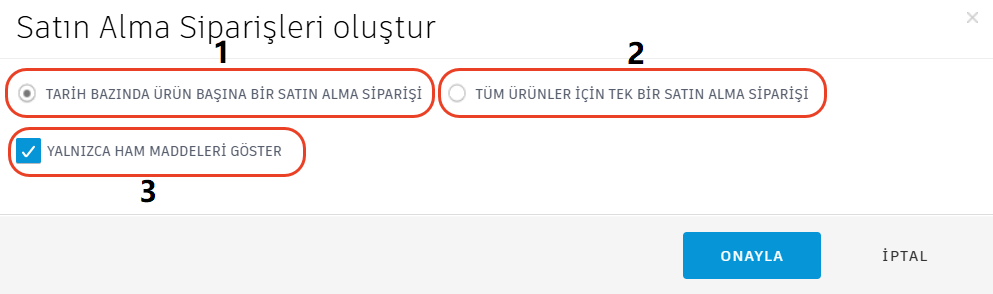 Satın Alma Siparişleri oluştur
1
2
TARİH BAZINDA ÜRÜN BAŞINA BİR SATIN ALMA SİPARİŞİ
TÜM ÜRÜNLER İÇİN TEK BİR SATIN ALMA SİPARİŞİ
YALNIZCA HAM MADDELERİ GÖSTER
3
ONAYLA
İPTAL